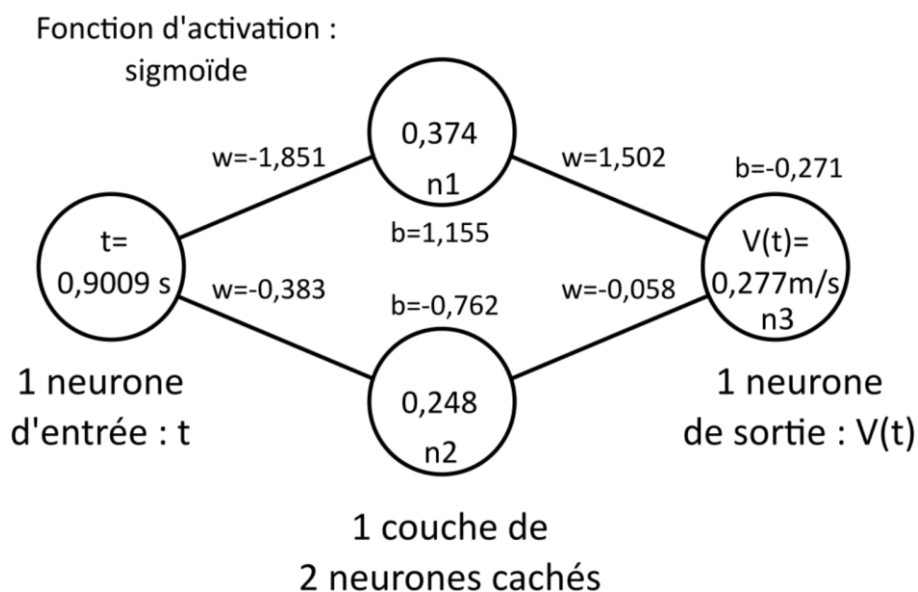 Fonction d'activation :
sigmoïde
w=-1,851
0,374
n1
b=1,155
w=1,502
b=-0,271
t=
0,9009 s
w=-0,383
b=-0,762
w=-0,058
V(t)=
0,277m/s
n3
0,248
n2
1 neurone
d'entrée : t
1 neurone
de sortie : V(t)
1 couche de
2 neurones cachés